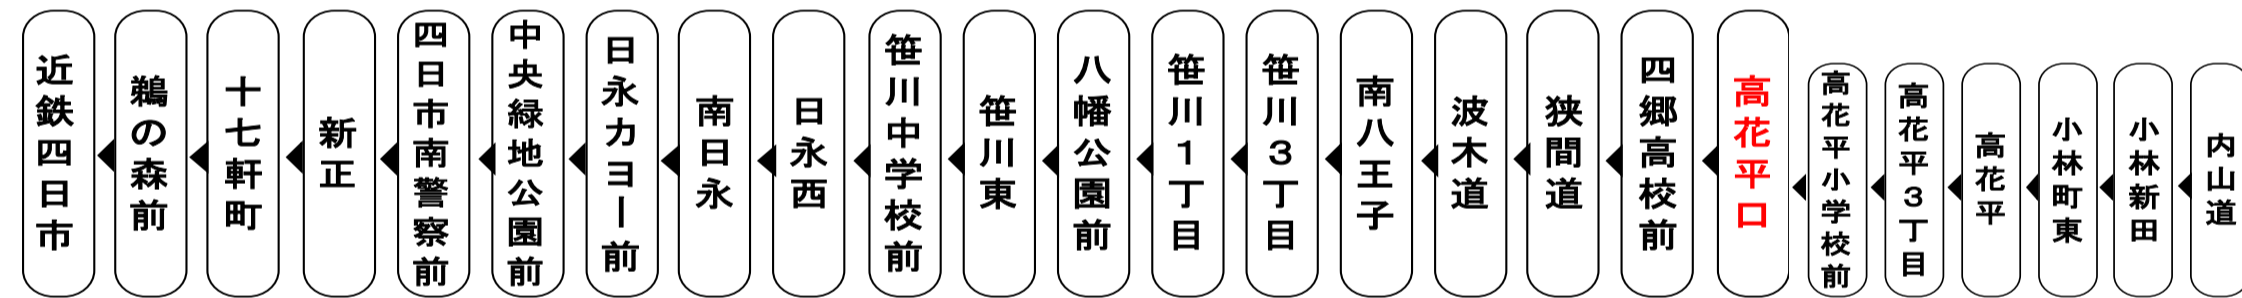 近鉄四日市
鵜の森前
十七軒町
新正
四日市南警察前
中央緑地公園前
日永カヨー前
南日永
日永西
笹川中学校前
笹川東
八幡公園前
笹川１丁目
笹川３丁目
南八王子
波木道
狭間道
四郷高校前
高花平口
高花平小学校前
高花平３丁目
高花平
小林町東
小林新田
内山道